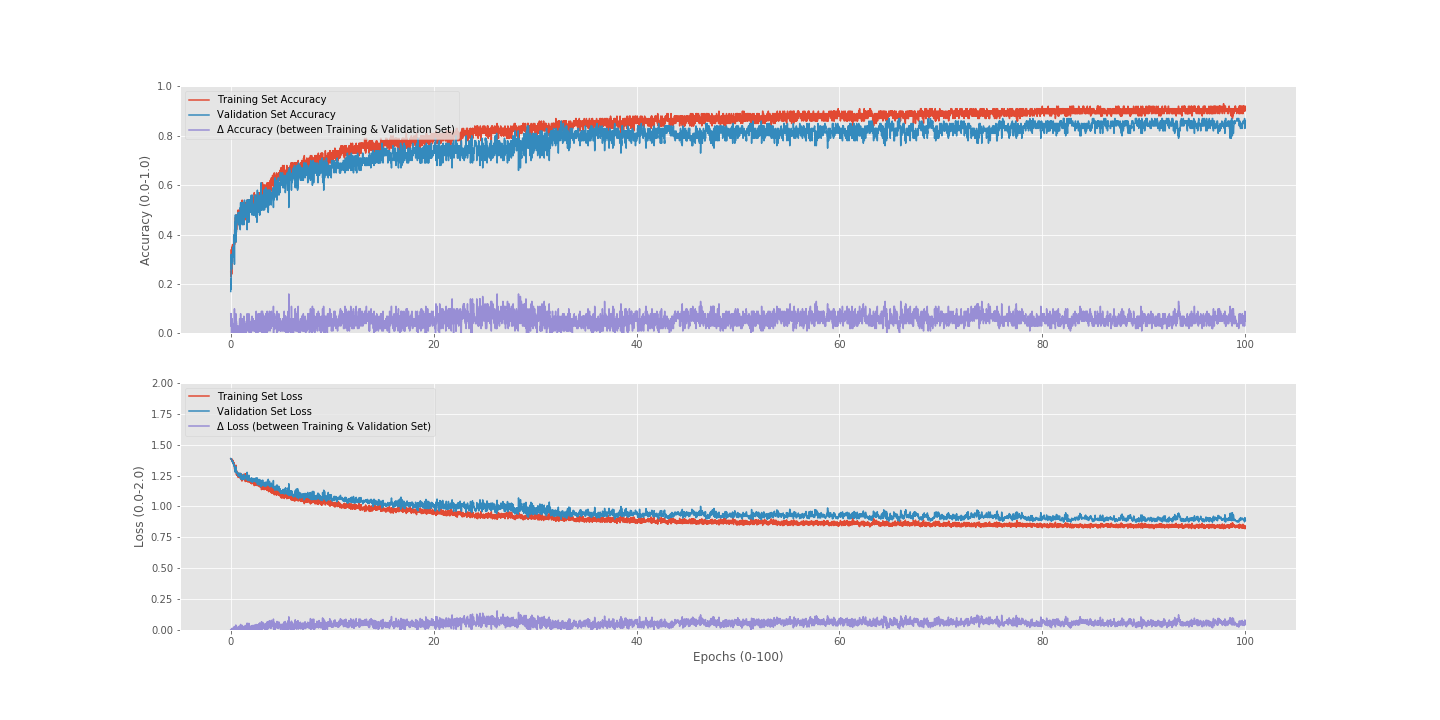 1.0
Training Set Accuracy
Validation Set Accuracy
Δ Accuracy (between Training & Validation Set)
0.8
0.6
0.4
0.2
0.0
Accuracy (0.0-1.0)
0 20 40 60 80 100
2.00
Training Set Loss
Validation Set Loss
Δ Loss (between Training & Validation Set)
1.75
1.50
1.25
1.00
0.75
0.50
0.25
0.00
Loss (0.0-2.0)
0 20 40 60 80 100
Epochs (0-100)